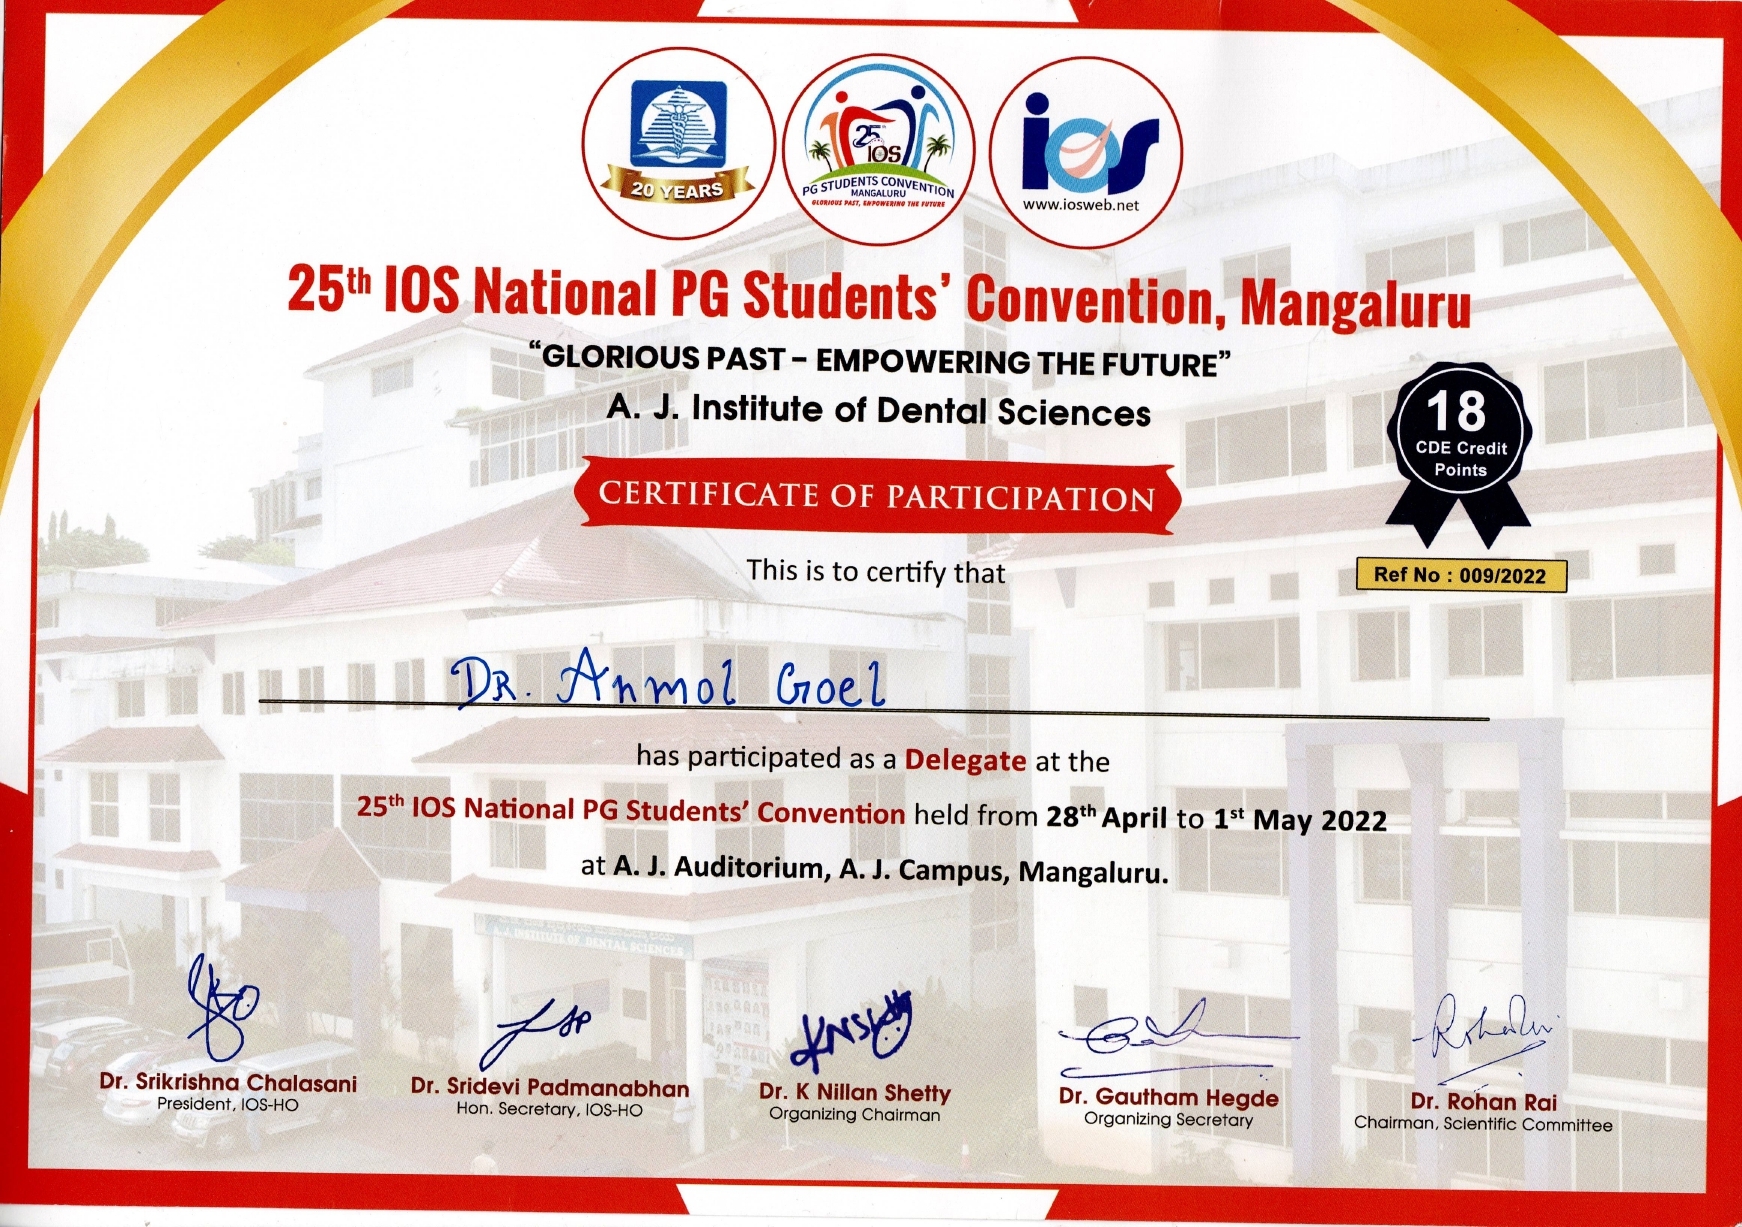 20 YEARS
25th IOS
PG STUDENTS CONVENTION
MANGALURU
GLORIOUS PAST, EMPOWERING THE FUTURE
ios
www.iosweb.net
25th IOS National PG Students' Convention, Mangaluru
"GLORIOUS PAST – EMPOWERING THE FUTURE"
A. J. Institute of Dental Sciences
18
CDE Credit
Points
CERTIFICATE OF PARTICIPATION
This is to certify that
Ref No : 009/2022
DR. Anmol Goel
has participated as a Delegate at the
25th IOS National PG Students' Convention held from 28th April to 1st May 2022
at A. J. Auditorium, A. J. Campus, Mangaluru.
A. J. INSTITUTE OF DENTAL SCIENCES
KNShetty
Dr. Srikrishna Chalasani
President, IOS-HO
Dr. Sridevi Padmanabhan
Hon. Secretary, IOS-HO
Dr. K Nillan Shetty
Organizing Chairman
Dr. Gautham Hegde
Organizing Secretary
Dr. Rohan Rai
Chairman, Scientific Committee